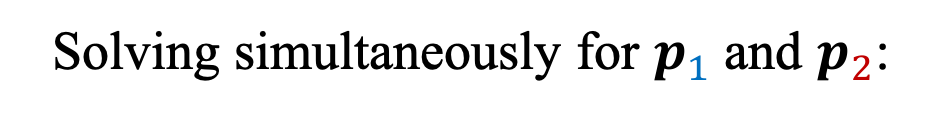 Solving simultaneously for p₁ and p₂: